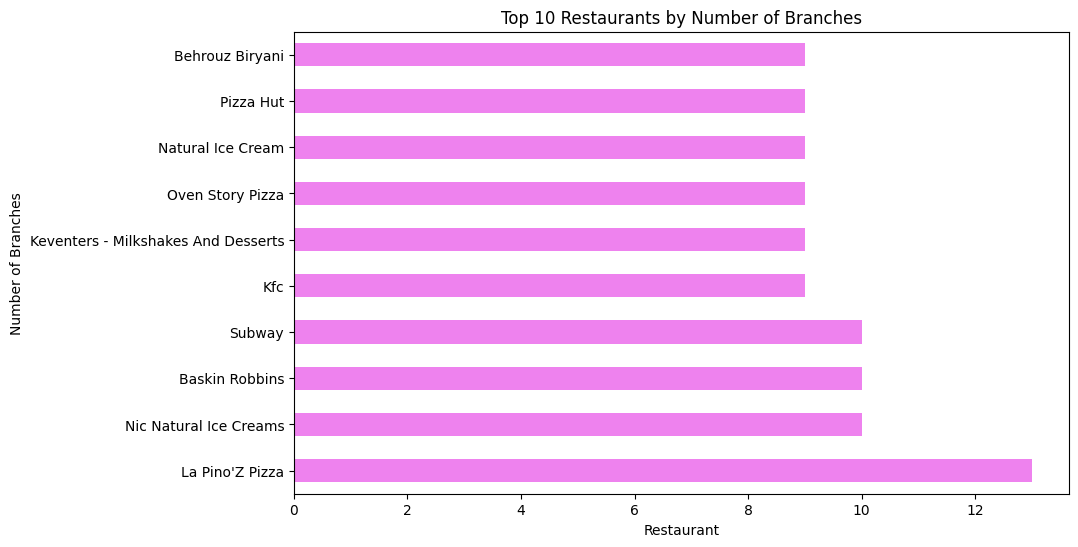 Top 10 Restaurants by Number of Branches
Number of Branches
Behrouz Biryani
Pizza Hut
Natural Ice Cream
Oven Story Pizza
Keventers - Milkshakes And Desserts
Kfc
Subway
Baskin Robbins
Nic Natural Ice Creams
La Pino'Z Pizza
0 2 4 6 8 10 12
Restaurant